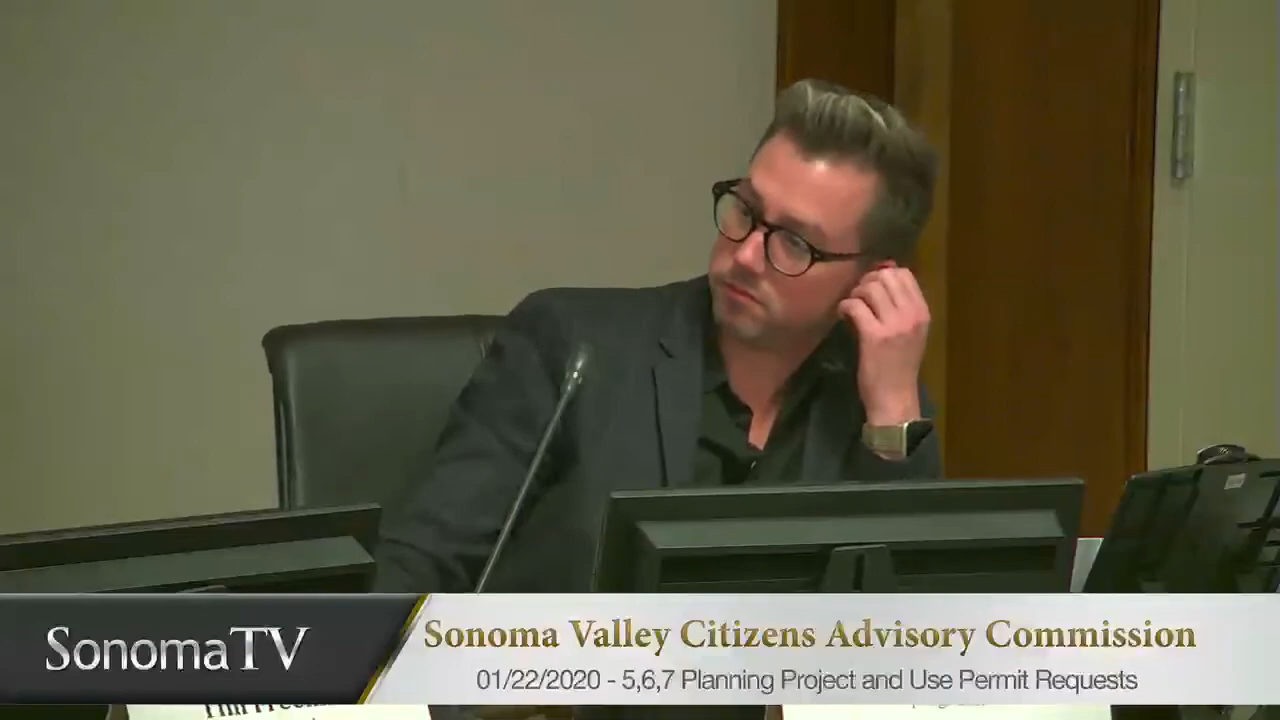 SonomaTV
Sonoma Valley Citizens Advisory Commission
01/22/2020 - 5,6,7 Planning Project and Use Permit Requests